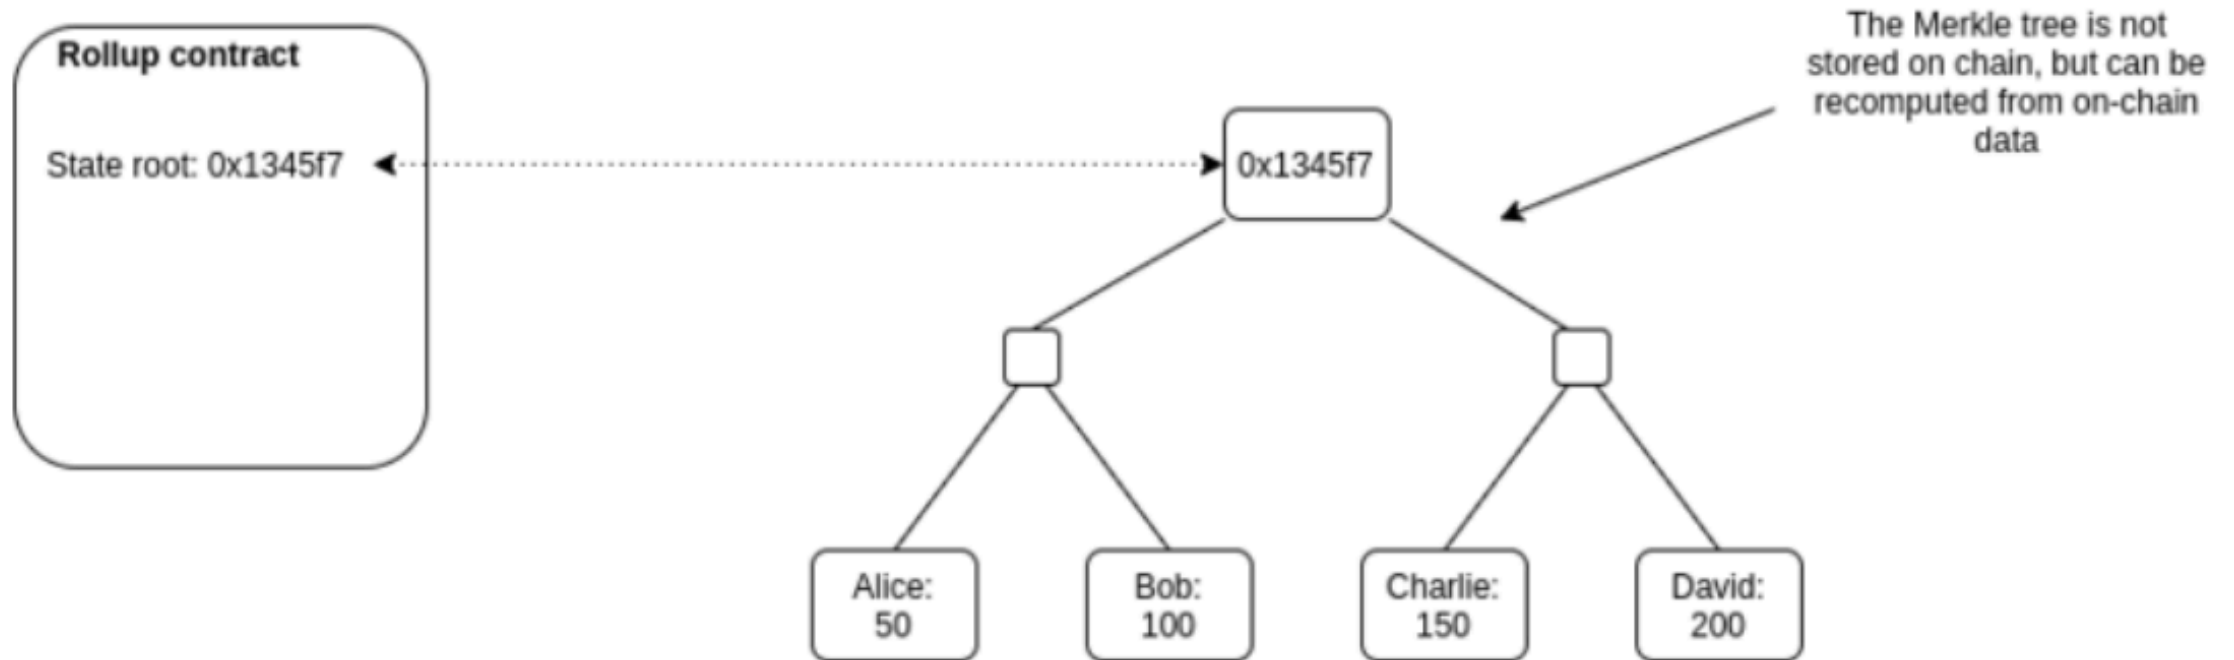 Rollup contract
State root: 0x1345f7
0x1345f7
The Merkle tree is not
stored on chain, but can be
recomputed from on-chain
data
Alice:
50
Bob:
100
Charlie:
150
David:
200